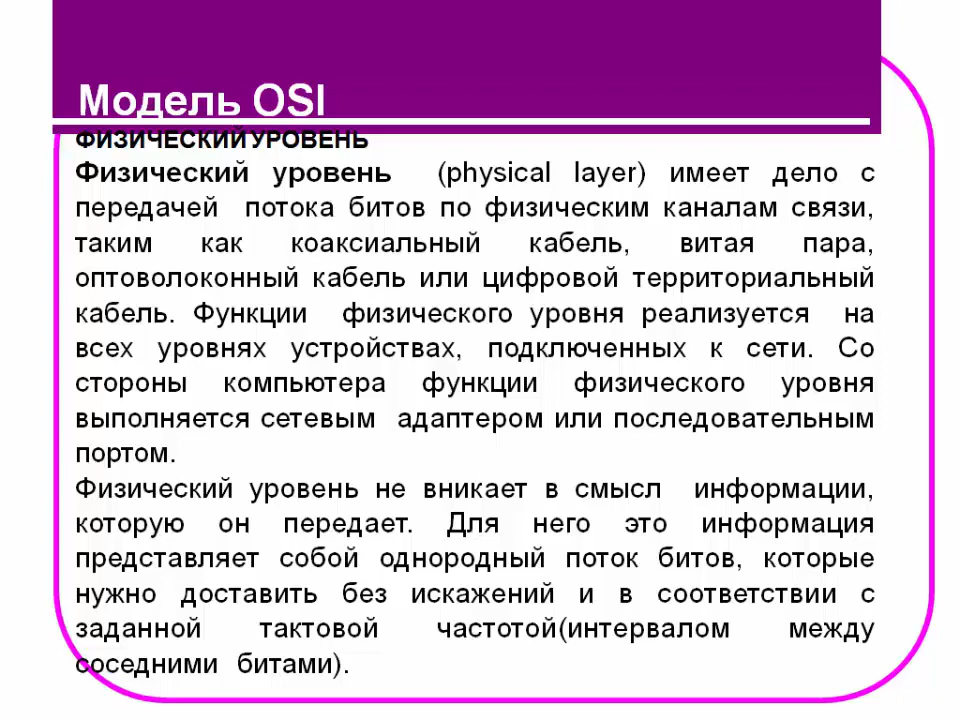 Модель OSI
ФИЗИЧЕСКИЙ УРОВЕНЬ
Физический уровень (physical layer) имеет дело с
передачей потока битов по физическим каналам связи,
таким как коаксиальный кабель, витая пара,
оптоволоконный кабель или цифровой территориальный
кабель. Функции физического уровня реализуется на
всех уровнях устройствах, подключенных к сети. Со
стороны компьютера функции физического уровня
выполняется сетевым адаптером или последовательным
портом.
Физический уровень не вникает в смысл информации,
которую он передает. Для него это информация
представляет собой однородный поток битов, которые
нужно доставить без искажений и в соответствии с
заданной тактовой частотой(интервалом между
соседними битами).